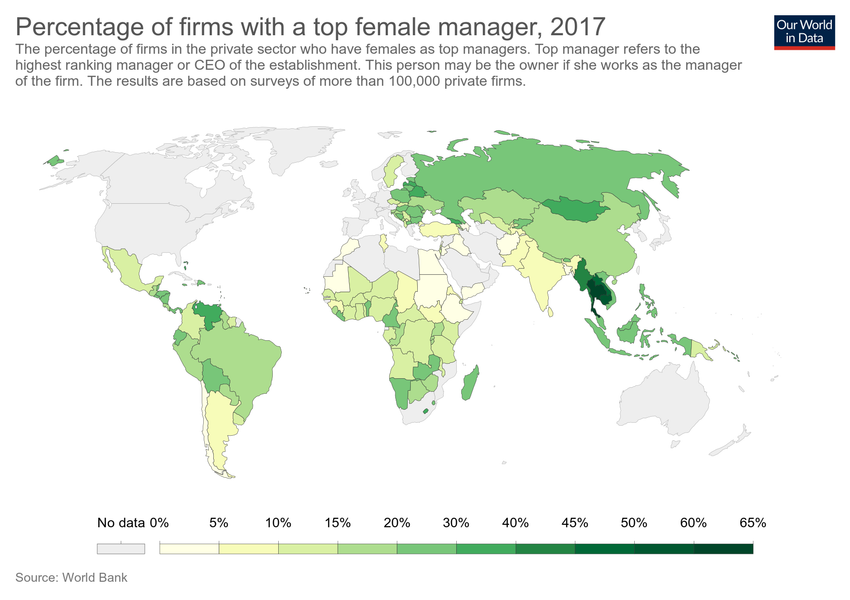 Percentage of firms with a top female manager, 2017
Our World
in Data
The percentage of firms in the private sector who have females as top managers. Top manager refers to the
highest ranking manager or CEO of the establishment. This person may be the owner if she works as the manager
of the firm. The results are based on surveys of more than 100,000 private firms.
No data 0% 5% 10% 15% 20% 30% 40% 45% 50% 60% 65%
Source: World Bank